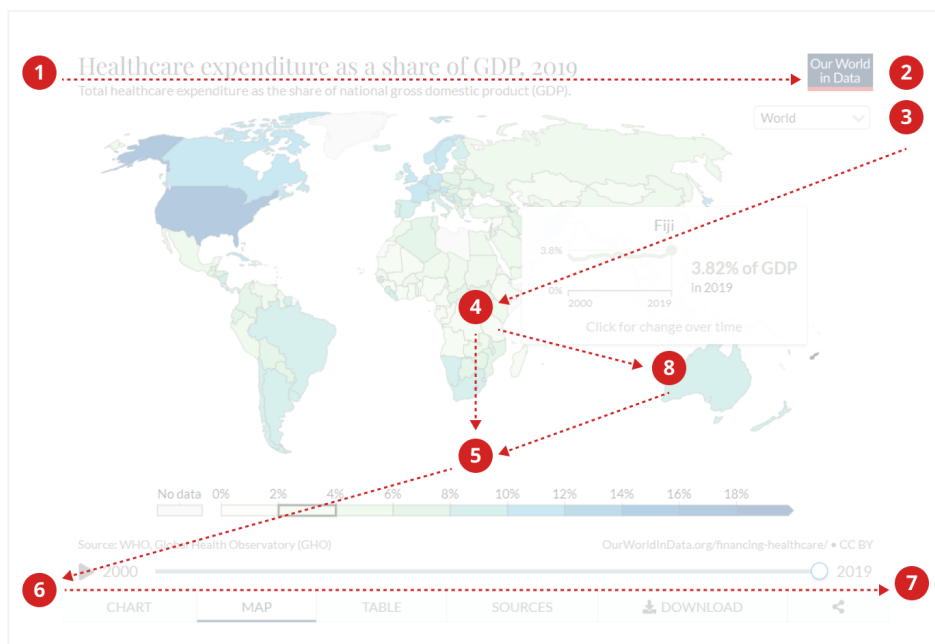 1
Healthcare expenditure as a share of GDP, 2019
Total healthcare expenditure as the share of national gross domestic product (GDP).
Our World
in Data
2
World
3
Fiji
3.8%
0%
2000 2019
3.82% of GDP
in 2019
Click for change over time
4
8
5
No data 0% 2% 4% 6% 8% 10% 12% 14% 16% 18%
Source: WHO, Global Health Observatory (GHO) OurWorldInData.org/financing-healthcare/ • CC BY
6
2000 2019
7
CHART MAP TABLE SOURCES DOWNLOAD